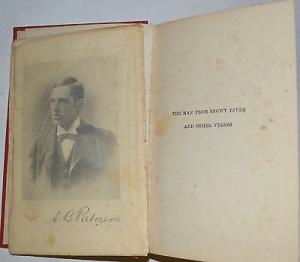 A B Paterson
THE MAN FROM SNOWY RIVER
AND OTHER VERSES